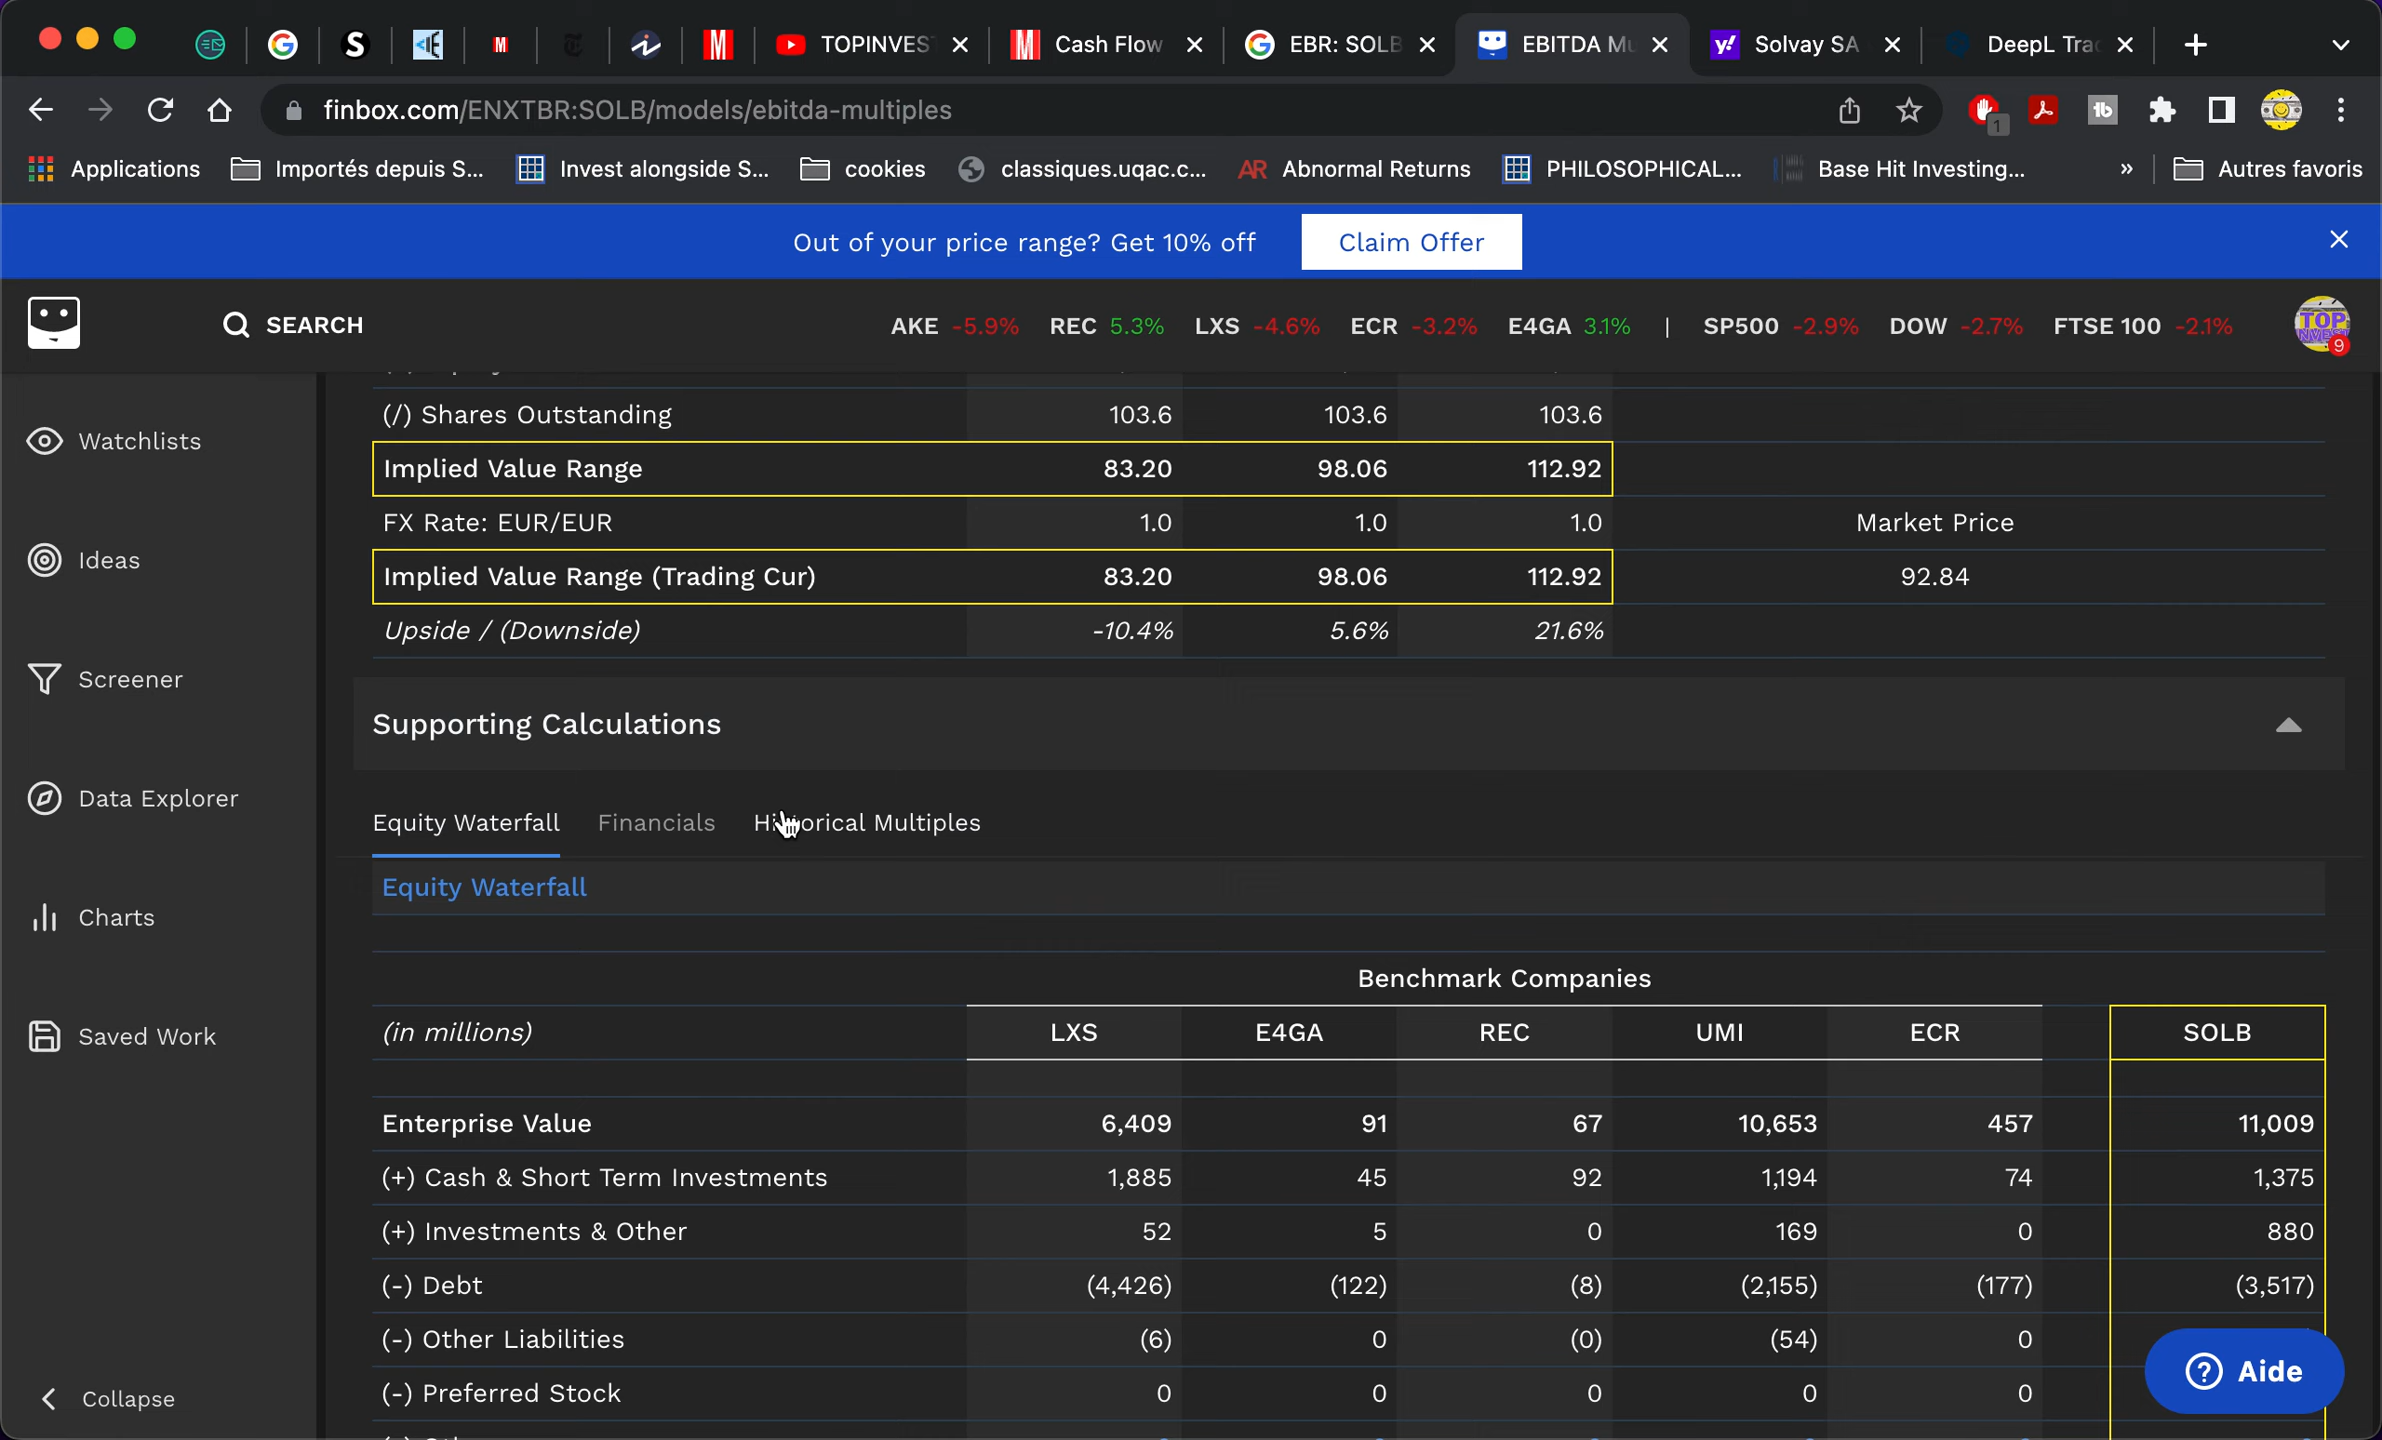 TOPINVES
Cash Flow
EBR: SOLB
EBITDA Mu
Solvay SA
DeepL Tra
finbox.com/ENXTBR:SOLB/models/ebitda-multiples
1
Applications
Importés depuis S...
Invest alongside S...
cookies
classiques.uqac.c...
AR Abnormal Returns
PHILOSOPHICAL...
Base Hit Investing...
»
Autres favoris
Out of your price range? Get 10% off
Claim Offer
SEARCH
AKE -5.9% REC 5.3% LXS -4.6% ECR -3.2% E4GA 3.1% | SP500 -2.9% DOW -2.7% FTSE 100 -2.1%
TOP
INVEST
9
Watchlists
Ideas
Screener
Data Explorer
Charts
Saved Work
Collapse
(/) Shares Outstanding 103.6 103.6 103.6
Implied Value Range 83.20 98.06 112.92
FX Rate: EUR/EUR 1.0 1.0 1.0 Market Price
Implied Value Range (Trading Cur) 83.20 98.06 112.92 92.84
Upside / (Downside) -10.4% 5.6% 21.6%
Supporting Calculations
Equity Waterfall Financials Historical Multiples
Equity Waterfall
Benchmark Companies
(in millions) LXS E4GA REC UMI ECR SOLB
Enterprise Value 6,409 91 67 10,653 457 11,009
(+) Cash & Short Term Investments 1,885 45 92 1,194 74 1,375
(+) Investments & Other 52 5 0 169 0 880
(-) Debt (4,426) (122) (8) (2,155) (177) (3,517)
(-) Other Liabilities (6) 0 (0) (54) 0
(-) Preferred Stock 0 0 0 0 0
Aide